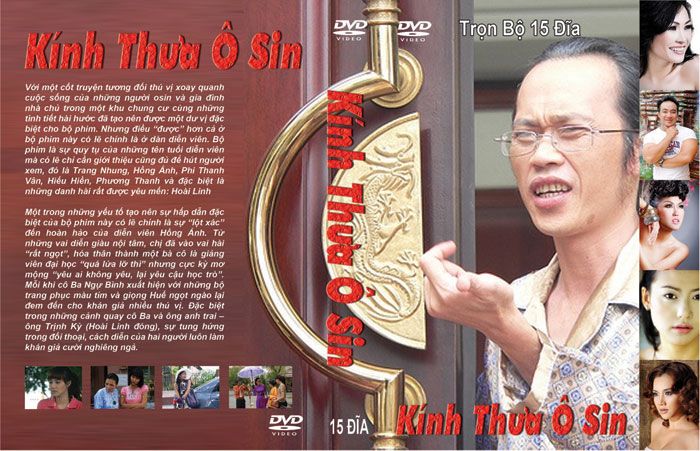 Kính Thưa Ô Sin
Với một cốt truyện tương đối thú vị xoay quanh
cuộc sống của những người osin và gia đình
nhà chủ trong một khu chung cư cùng những
tình tiết hài hước đã tạo nên được một dư vị đặc
biệt cho bộ phim. Nhưng điều "được" hơn cả ở
bộ phim này có lẽ chính là ở dàn diễn viên. Bộ
phim là sự quy tụ của những tên tuổi diễn viên
mà có lẽ chỉ cần giới thiệu cũng đủ để hút người
xem, đó là Trang Nhung, Hồng Ánh, Phi Thanh
Vân, Hiếu Hiền, Phương Thanh và đặc biệt là
những danh hài rất được yêu mến: Hoài Linh
Một trong những yếu tố tạo nên sự hấp dẫn đặc
biệt của bộ phim này có lẽ chính là sự "lột xác"
đến hoàn hảo của diễn viên Hồng Ánh. Từ
những vai diễn giàu nội tâm, chị đã vào vai hài
"rất ngọt", hóa thân thành một bà cô là giảng
viên đại học "quá lứa lỡ thì" nhưng cực kỳ mơ
mộng "yêu ai không yêu, lại yêu cậu học trò".
Mỗi khi cô Ba Ngự Bình xuất hiện với những bộ
trang phục màu tím và giọng Huế ngọt ngào lại
đem đến cho khán giả nhiều thú vị. Đặc biệt
trong những cảnh quay cô Ba và ông anh trai –
ông Trịnh Kỳ (Hoài Linh đóng), sự tung hứng
trong đối thoại, cách diễn của hai người luôn làm
khán giả cười nghiêng ngả.
DVD
VIDEO
DVD
VIDEO
Kính Thưa Ô Sin
15 ĐĨA
DVD
VIDEO
Trọn Bộ 15 Đĩa
Kính Thưa Ô Sin